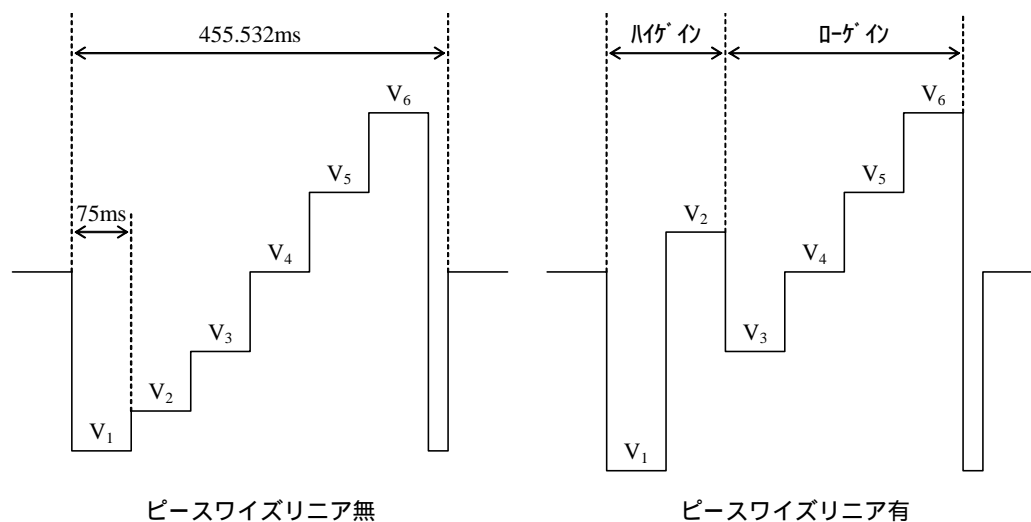 455.532ms
75ms
V1
V2
V3
V4
V5
V6
ピースワイズリニア無
ﾊｲｹﾞｲﾝ
ﾛｰｹﾞｲﾝ
V1
V2
V3
V4
V5
V6
ピースワイズリニア有